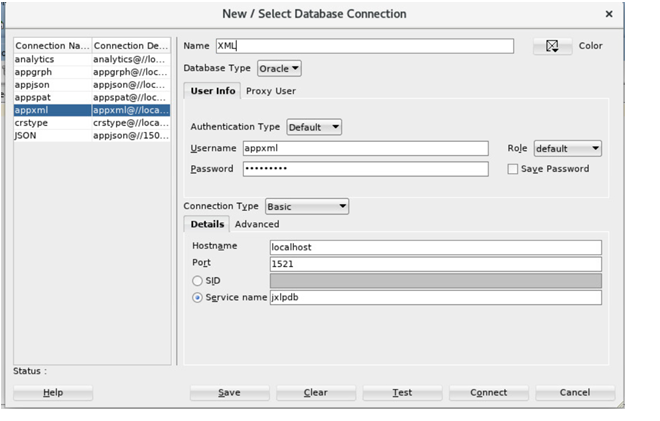 New / Select Database Connection
Connection Na... Connection De...
analytics analytics@//lo...
appgrph appgrph@//loc...
appjson appjson@//loc...
appspat appspat@//loc...
appxml appxml@//loca...
crstype crstype@//loca...
JSON appjson@//150...
Name XML
Color
Database Type Oracle
User Info Proxy User
Authentication Type Default
Username appxml
Role default
Password •••••••••
Save Password
Connection Type Basic
Details Advanced
Hostname localhost
Port 1521
SID
Service name jxlpdb
Status :
Help Save Clear Test Connect Cancel